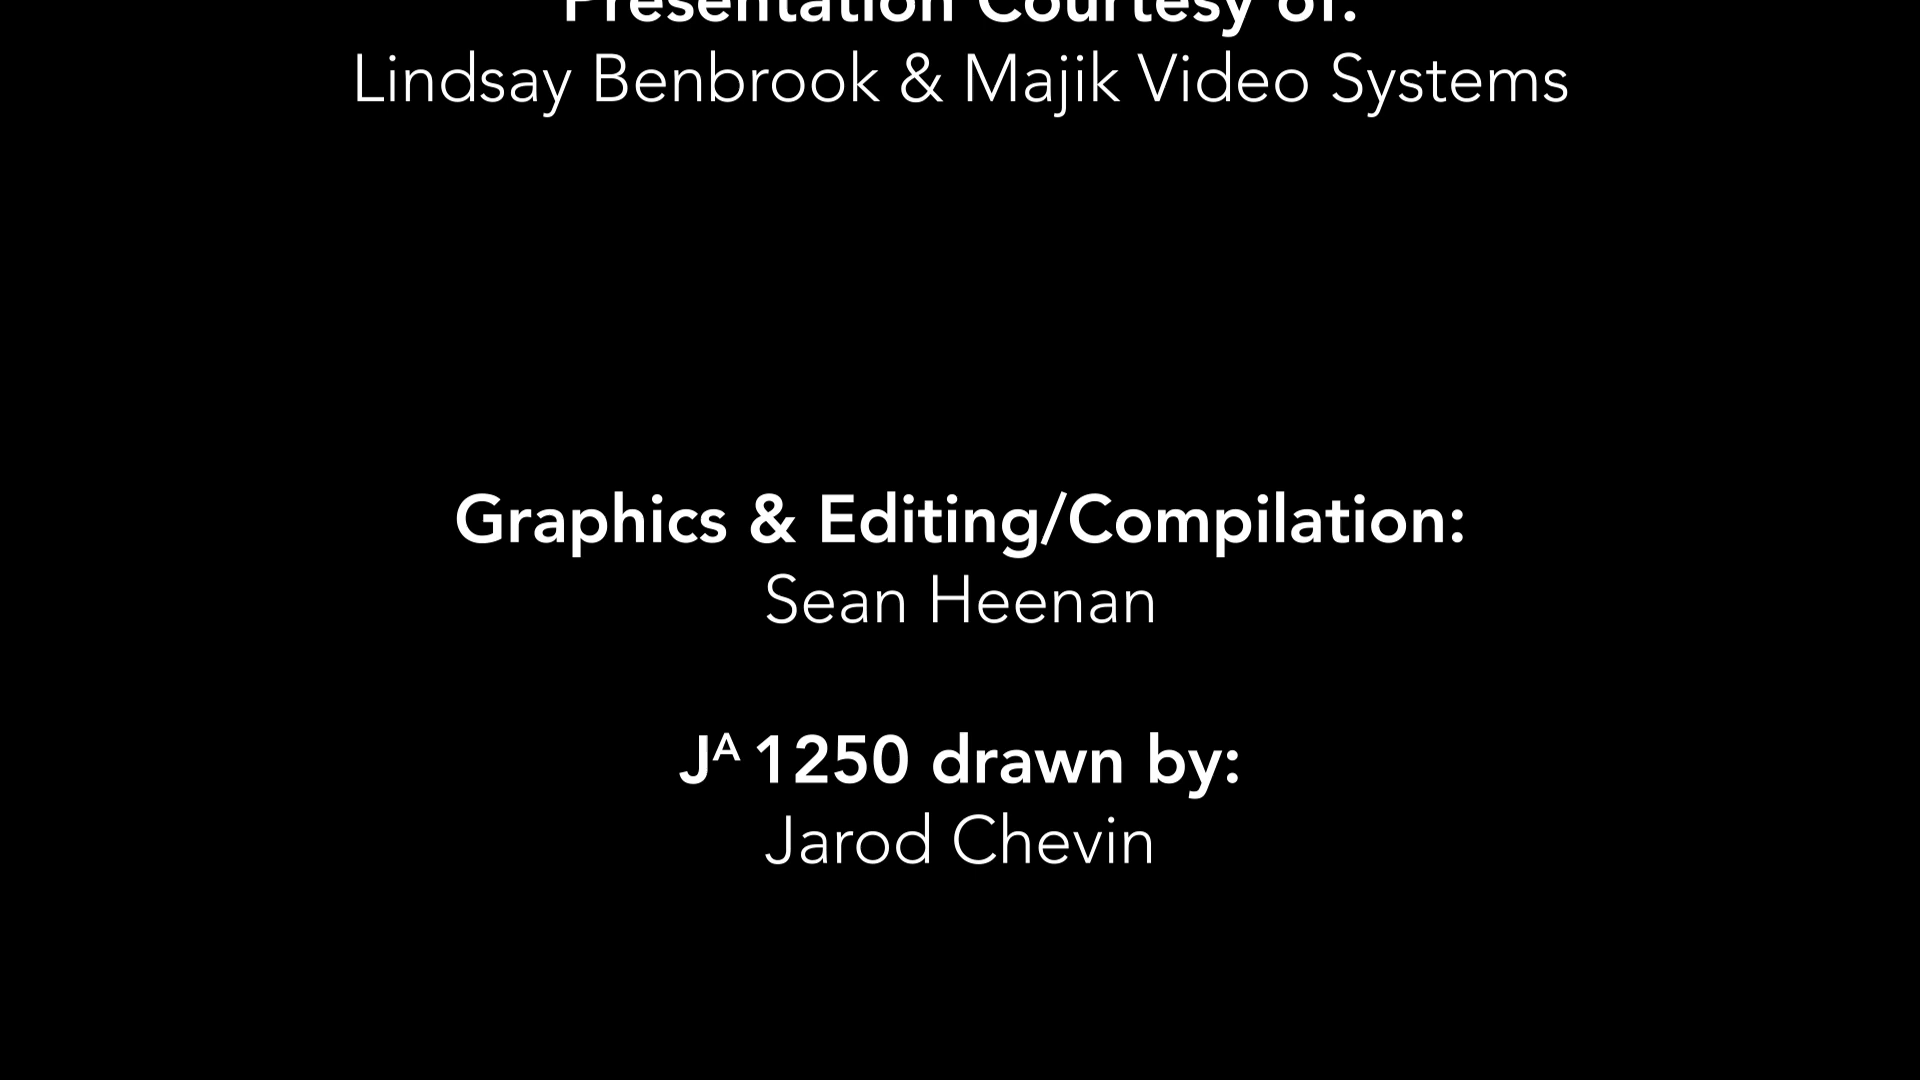 Presentation Courtesy of:
Lindsay Benbrook & Majik Video Systems
Graphics & Editing/Compilation:
Sean Heenan
Jᴬ 1250 drawn by:
Jarod Chevin